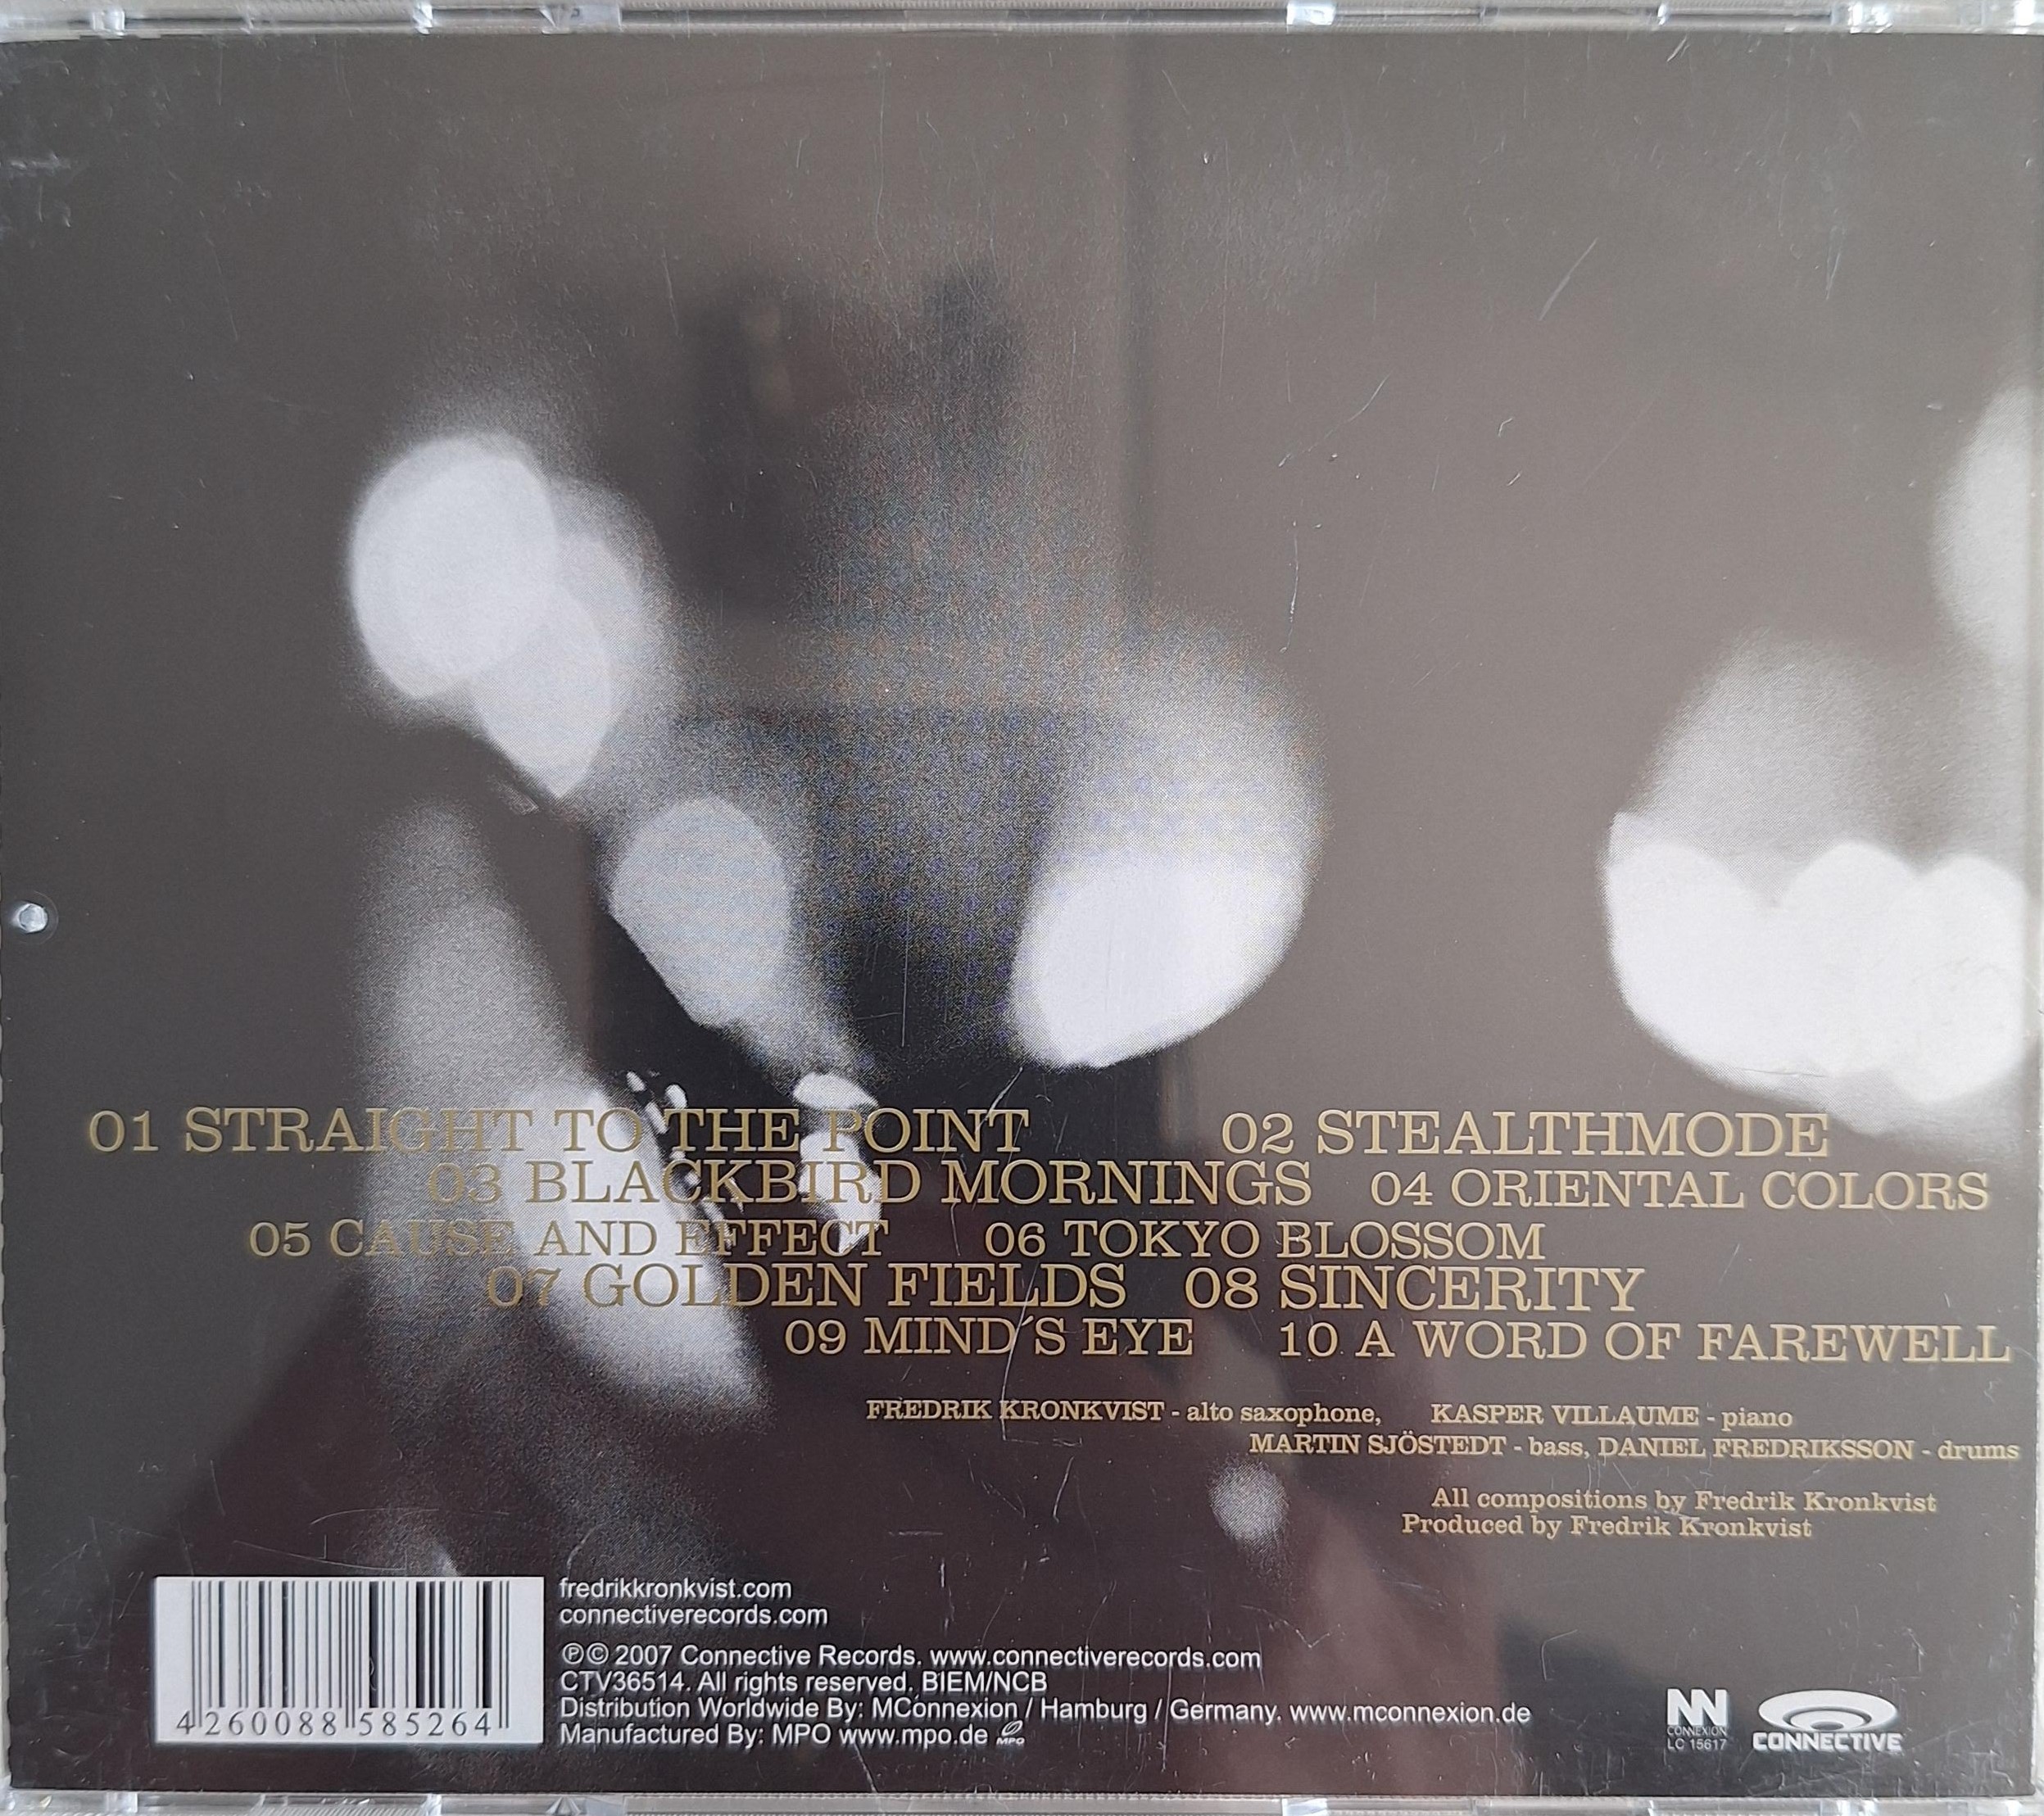 01 STRAIGHT TO THE POINT 02 STEALTHMODE
03 BLACKBIRD MORNINGS 04 ORIENTAL COLORS
05 CAUSE AND EFFECT 06 TOKYO BLOSSOM
07 GOLDEN FIELDS 08 SINCERITY
09 MIND´S EYE 10 A WORD OF FAREWELL
FREDRIK KRONKVIST - alto saxophone, KASPER VILLAUME - piano
MARTIN SJÖSTEDT - bass, DANIEL FREDRIKSSON - drums
All compositions by Fredrik Kronkvist
Produced by Fredrik Kronkvist
fredrikkronkvist.com
connectiverecords.com
℗© 2007 Connective Records. www.connectiverecords.com
CTV36514. All rights reserved. BIEM/NCB
Distribution Worldwide By: MConnexion / Hamburg / Germany. www.mconnexion.de
Manufactured By: MPO www.mpo.de MPO
4 260088 585264
CONNEXION
LC 15617
CONNECTIVE